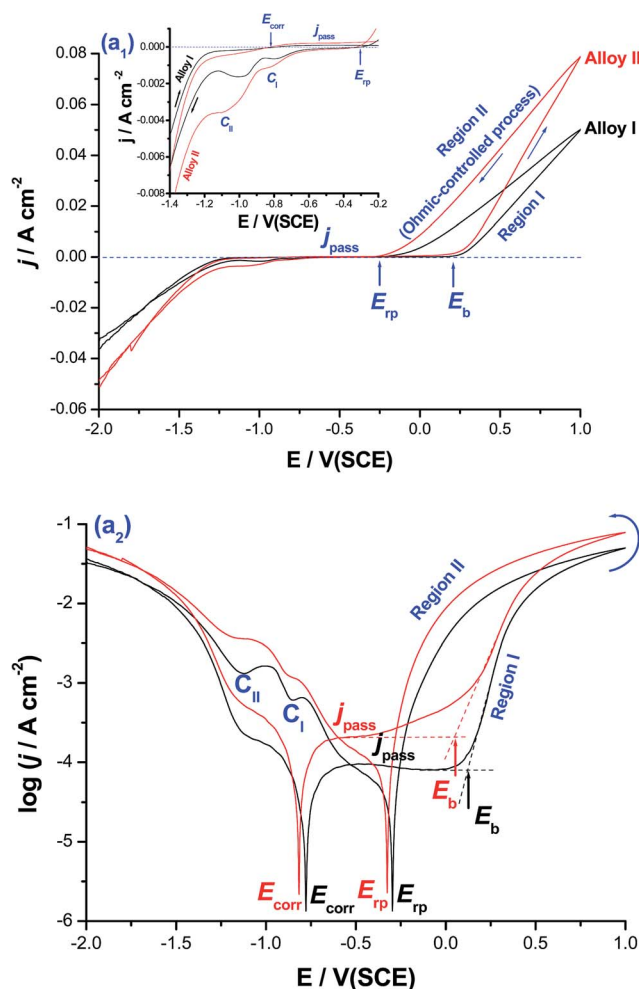 (a1)
Ecorr
jpass
0.000
-0.002
-0.004
-0.006
-0.008
j / A cm-2
Alloy I
CII
CI
Erp
Alloy II
-1.4
-1.2
-1.0
-0.8
-0.6
-0.4
-0.2
E / V(SCE)
0.08
0.06
0.04
0.02
0.00
-0.02
-0.04
-0.06
j / A cm-2
Alloy II
Alloy I
Region II
(Ohmic-controlled process)
Region I
jpass
Erp
Eb
-2.0
-1.5
-1.0
-0.5
0.0
0.5
1.0
E / V(SCE)
(a2)
-1
-2
-3
-4
-5
-6
log (j / A cm-2)
Region II
Region I
CII
CI
jpass
jpass
Eb
Eb
Ecorr
Ecorr
Erp
Erp
-2.0
-1.5
-1.0
-0.5
0.0
0.5
1.0
E / V(SCE)